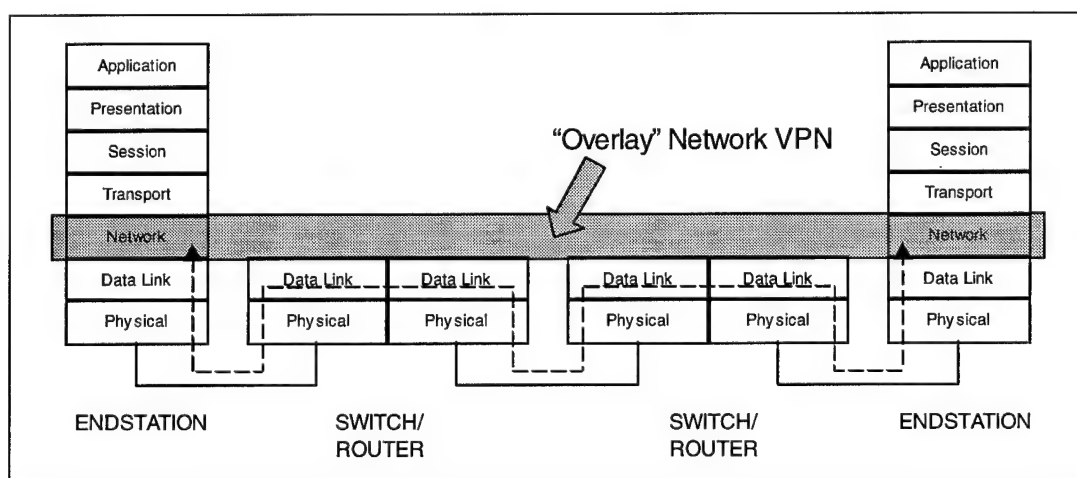 Application
Presentation
Session
Transport
Network
Data Link
Physical
"Overlay" Network VPN
Data Link
Data Link
Physical
Physical
Data Link
Data Link
Physical
Physical
Application
Presentation
Session
Transport
Network
Data Link
Physical
ENDSTATION
SWITCH/
ROUTER
SWITCH/
ROUTER
ENDSTATION